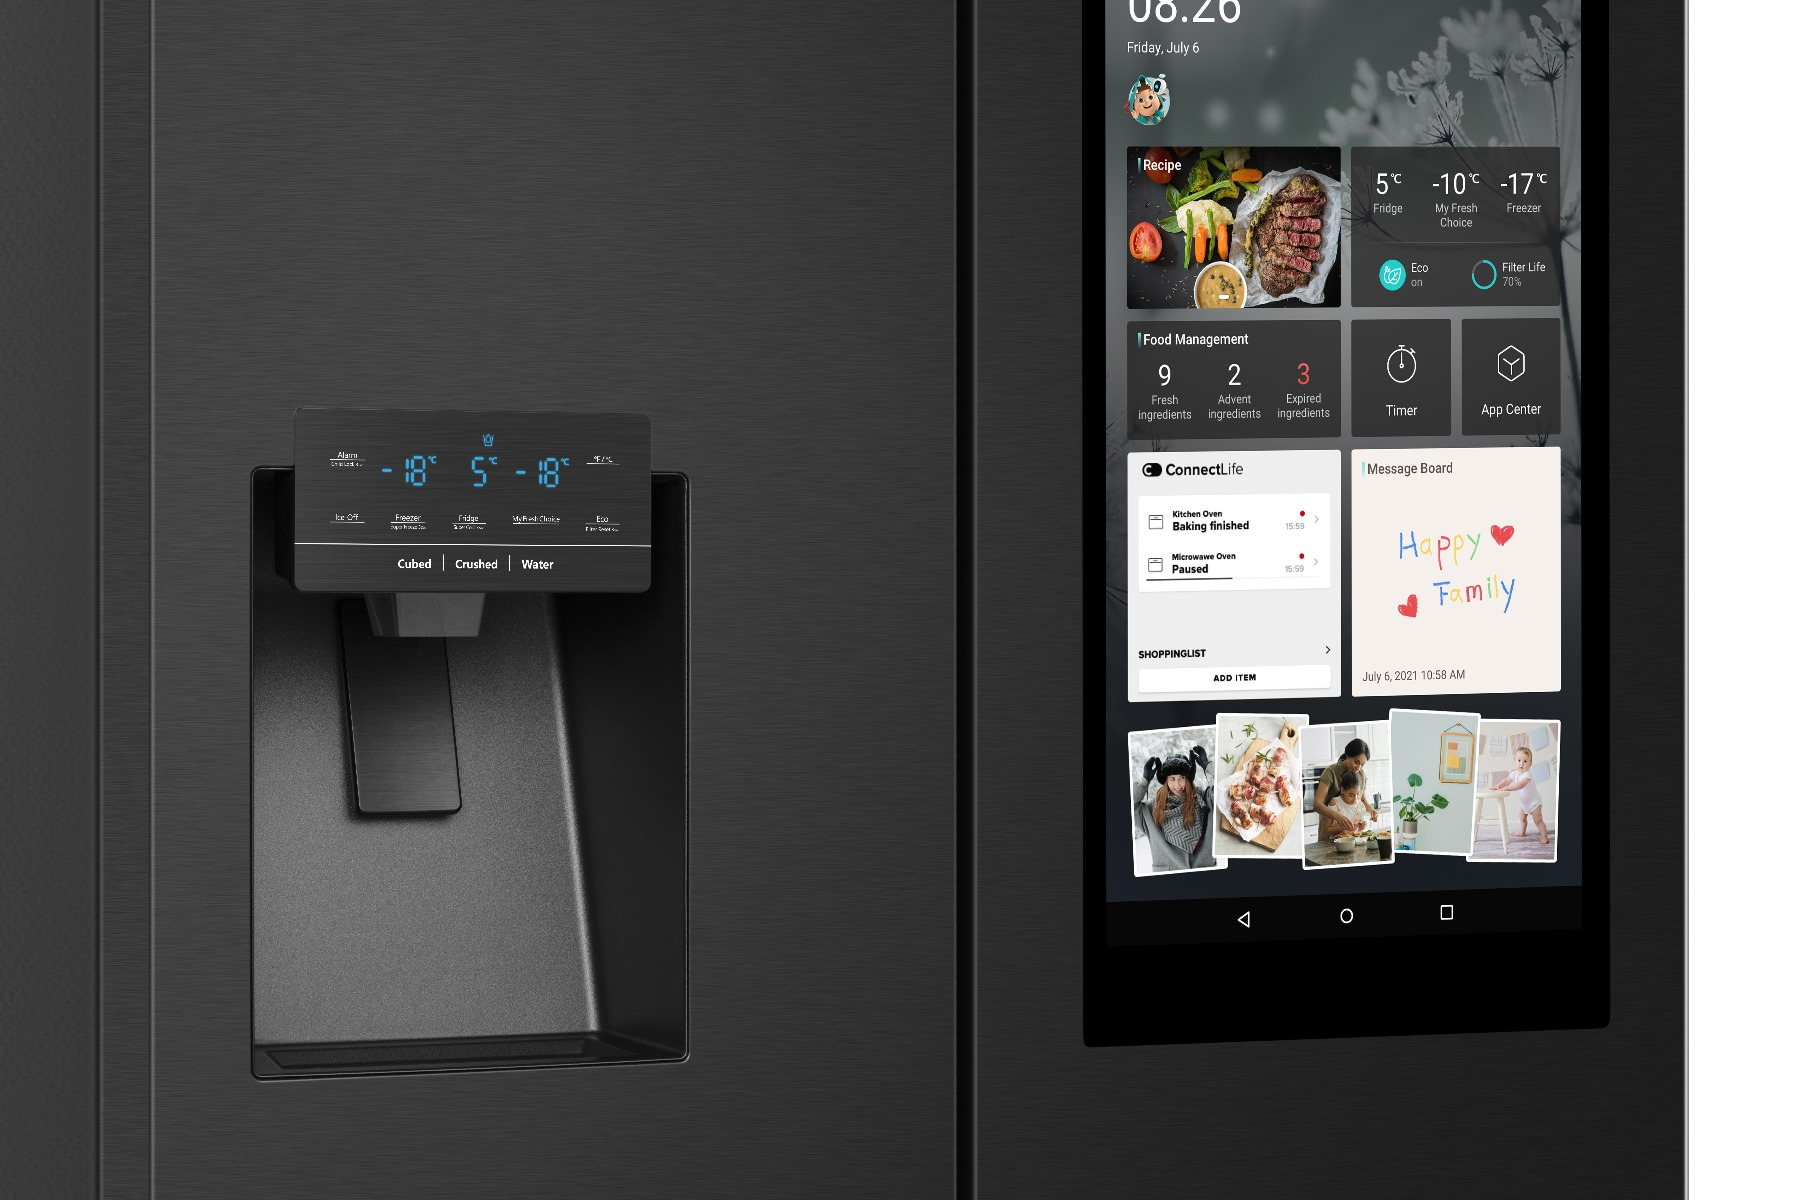 08.26
Friday, July 6
Recipe
5°C
Fridge
-10°C
My Fresh
Choice
-17°C
Freezer
Eco
on
Filter Life
70%
Food Management
9
Fresh
ingredients
2
Advent
ingredients
3
Expired
ingredients
Timer
App Center
ConnectLife
Kitchen Oven
Baking finished
15:59
Microwawe Oven
Paused
15:59
SHOPPINGLIST
ADD ITEM
Message Board
Happy
Family
July 6, 2021 10:58 AM
Alarm
-18°C
5°C
-18°C
°F/°C
Ice Off
Freezer
Fridge
My Fresh Choice
Eco
Cubed | Crushed | Water